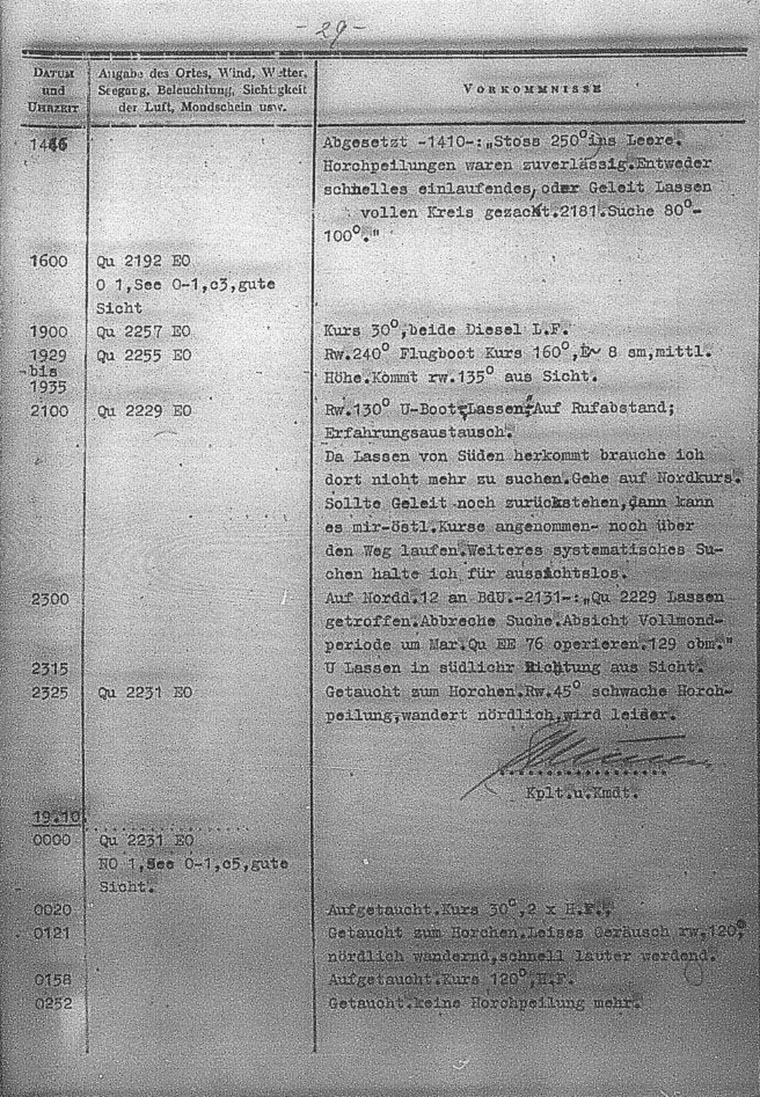 - 29 -
DATUM und UHRZEIT
Angabe des Ortes, Wind, Wetter, Seegang, Beleuchtung, Sichtigkeit der Luft, Mondschein usw.
VORKOMMNISSE
1446 Abgesetzt -1410-:„Stoss 250° ins Leere.
Horchpeilungen waren zuverlässig.Entweder
schnelles einlaufendes, oder Geleit Lassen
vollen Kreis gezackt.2181.Suche 80°-
100°."
1600 Qu 2192 EO
O 1,See 0-1,c3,gute
Sicht
1900 Qu 2257 EO Kurs 30°,beide Diesel L.F.
1929 Qu 2255 EO Rw.240° Flugboot Kurs 160°,E~ 8 sm,mittl.
-bis
1935 Höhe.Kommt rw.135° aus Sicht.
2100 Qu 2229 EO Rw.130° U-Boot,Lassen.Auf Rufabstand;
Erfahrungsaustausch.
Da Lassen von Süden herkommt brauche ich
dort nicht mehr zu suchen.Gehe auf Nordkurs.
Sollte Geleit noch zurückstehen,dann kann
es mir-östl.Kurse angenommen- noch über
den Weg laufen.Weiteres systematisches Su-
chen halte ich für aussichtslos.
2300 Auf Nordd.12 an BdU.-2131-:„Qu 2229 Lassen
getroffen.Abbreche Suche.Absicht Vollmond-
periode um Mar.Qu EE 76 operieren.129 cbm."
2315 U Lassen in südlichr Richtung aus Sicht.
2325 Qu 2231 EO Getaucht zum Horchen.Rw.45° schwache Horch-
peilung,wandert nördlich,wird leiser.
Kplt.u.Kmdt.
19.10.
0000 Qu 2231 EO
NO 1,See 0-1,c5,gute
Sicht.
0020 Aufgetaucht.Kurs 30°,2 x H.F.,
0121 Getaucht zum Horchen.Leises Geräusch rw.120°,
nördlich wandernd,schnell lauter werdend.
0158 Aufgetaucht.Kurs 120°,H.F.
0252 Getaucht.keine Horchpeilung mehr.